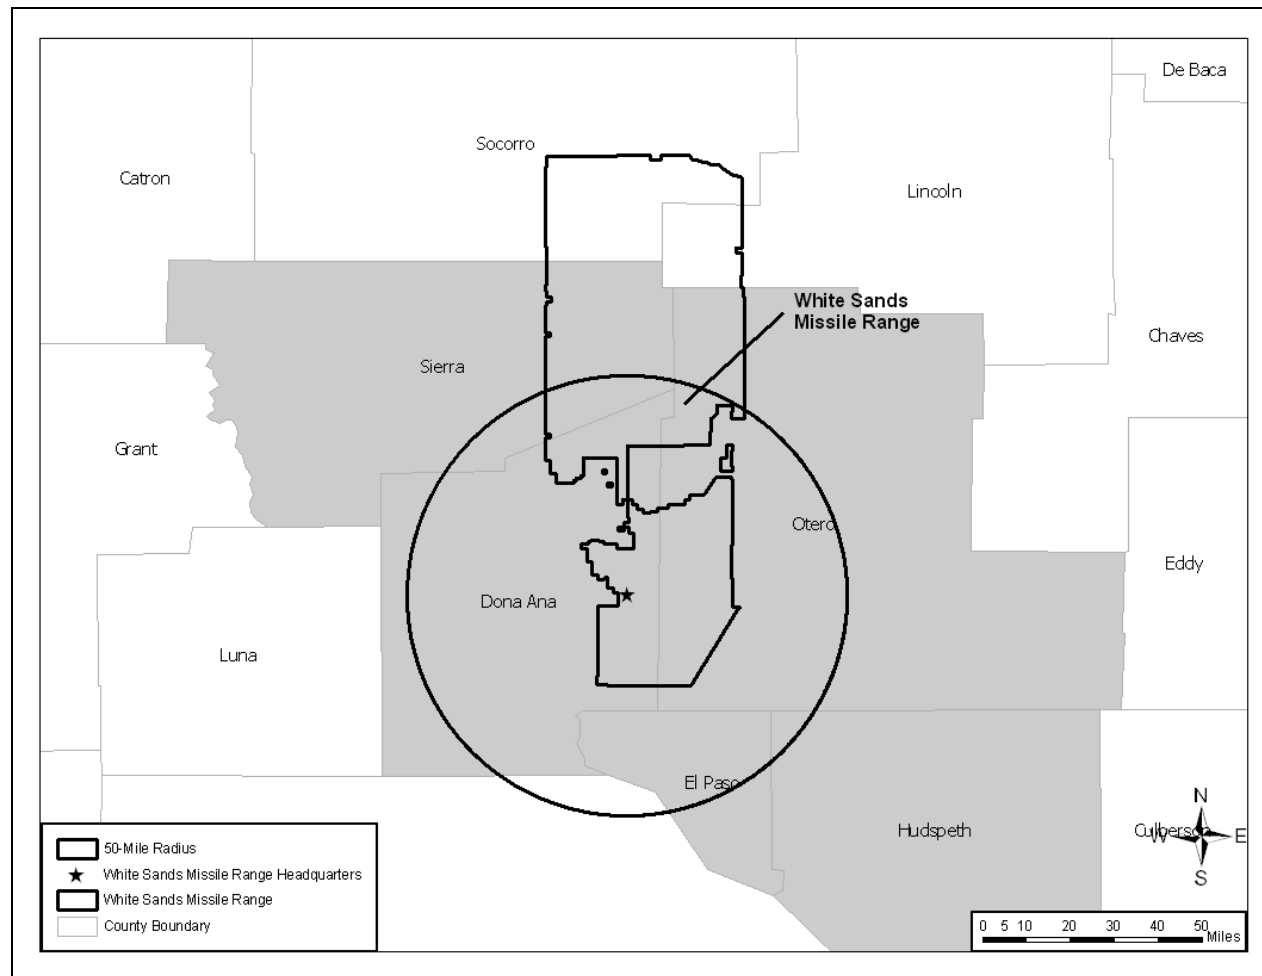 De Baca
Socorro
Catron
Lincoln
White Sands
Missile Range
Chaves
Sierra
Grant
Otero
Eddy
Dona Ana
Luna
El Paso
Hudspeth
Culberson
N
W
E
S
50-Mile Radius
White Sands Missile Range Headquarters
White Sands Missile Range
County Boundary
0 5 10 20 30 40 50
Miles